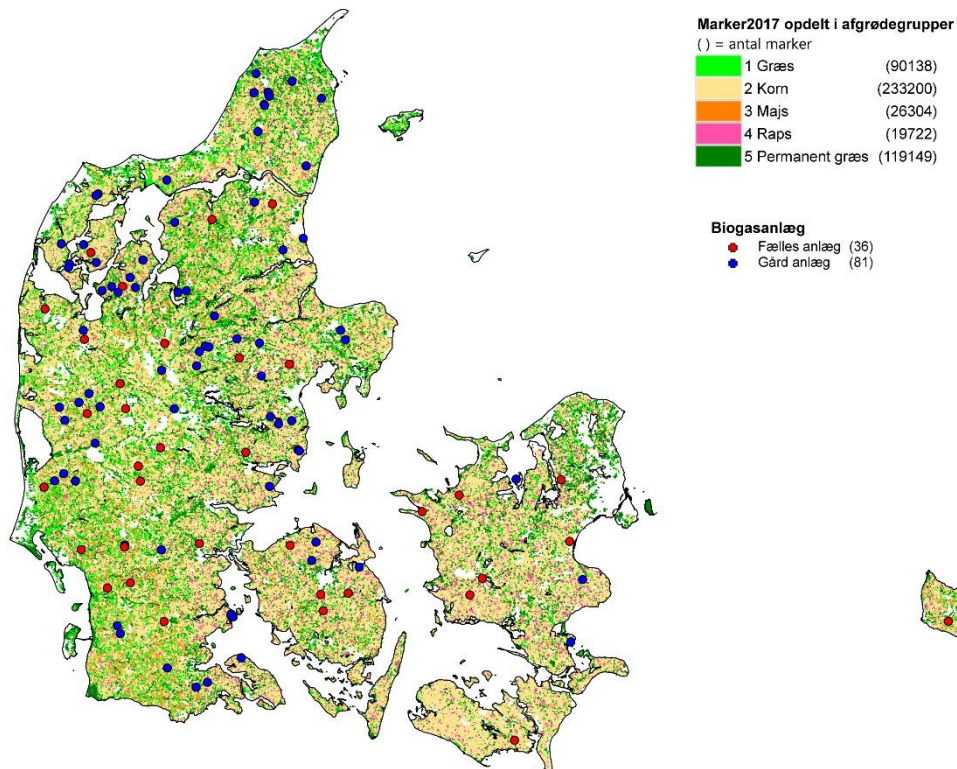 Marker2017 opdelt i afgrødegrupper
( ) = antal marker
1 Græs (90138)
2 Korn (233200)
3 Majs (26304)
4 Raps (19722)
5 Permanent græs (119149)
Biogasanlæg
Fælles anlæg (36)
Gård anlæg (81)